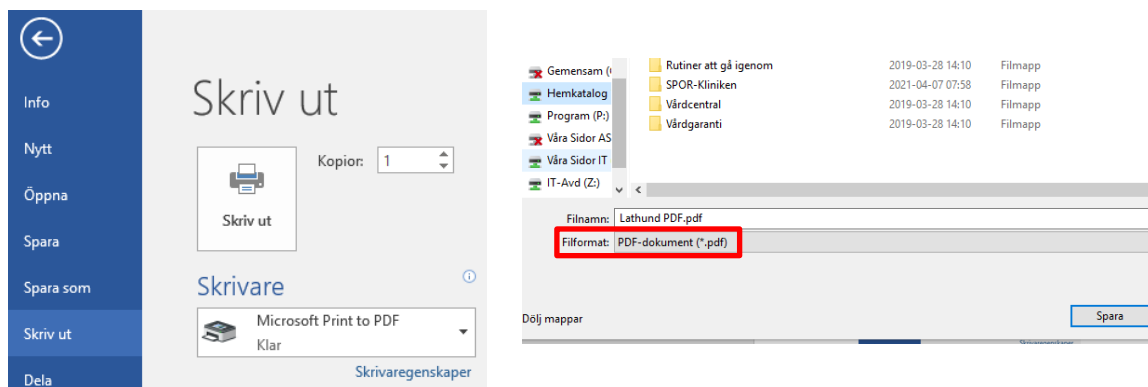 Info
Nytt
Öppna
Spara
Spara som
Skriv ut
Dela
Skriv ut
Kopior: 1
Skriv ut
Skrivare
Microsoft Print to PDF
Klar
Skrivaregenskaper
Gemensam (
Hemkatalog
Program (P:)
Våra Sidor AS
Våra Sidor IT
IT-Avd (Z:)
Rutiner att gå igenom 2019-03-28 14:10 Filmapp
SPOR-Kliniken 2021-04-07 07:58 Filmapp
Vårdcentral 2019-03-28 14:10 Filmapp
Vårdgaranti 2019-03-28 14:10 Filmapp
Filnamn: Lathund PDF.pdf
Filformat: PDF-dokument (*.pdf)
Dölj mappar
Spara